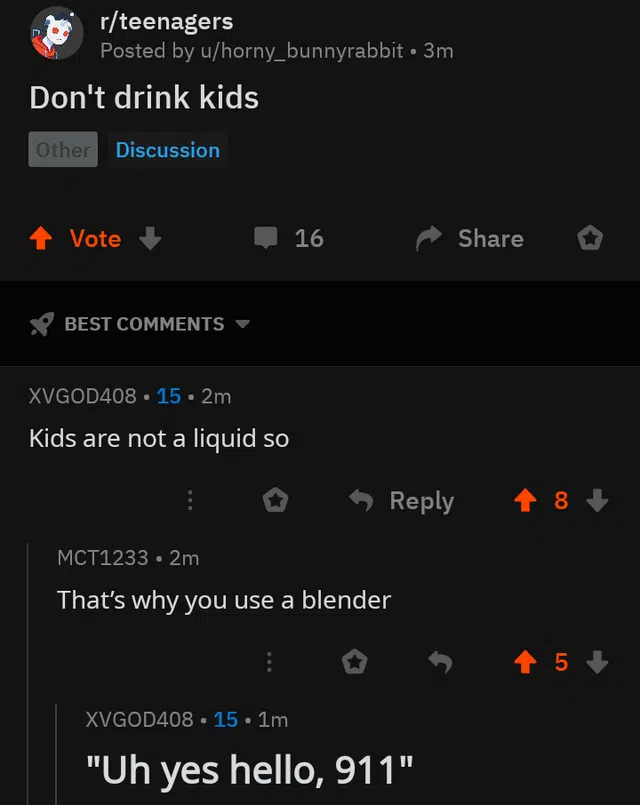 r/teenagers
Posted by u/horny_bunnyrabbit • 3m
Don't drink kids
Other Discussion
Vote 16 Share
BEST COMMENTS
XVGOD408 • 15 • 2m
Kids are not a liquid so
Reply 8
MCT1233 • 2m
That’s why you use a blender
5
XVGOD408 • 15 • 1m
"Uh yes hello, 911"